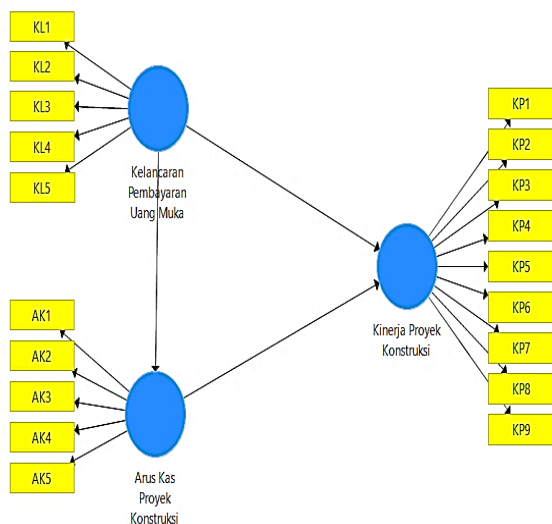 KL1
KL2
KL3
KL4
KL5
Kelancaran
Pembayaran
Uang Muka
KP1
KP2
KP3
KP4
KP5
KP6
KP7
KP8
KP9
Kinerja Proyek
Konstruksi
AK1
AK2
AK3
AK4
AK5
Arus Kas
Proyek
Konstruksi